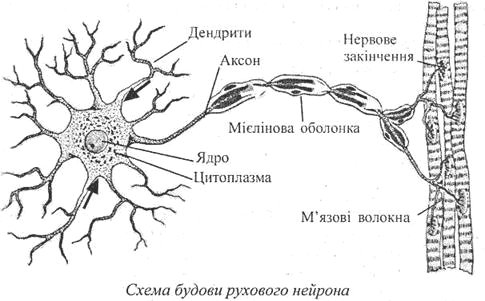 Дендрити
Аксон
Нервове
закінчення
Мієлінова оболонка
Ядро
Цитоплазма
М'язові волокна
Схема будови рухового нейрона